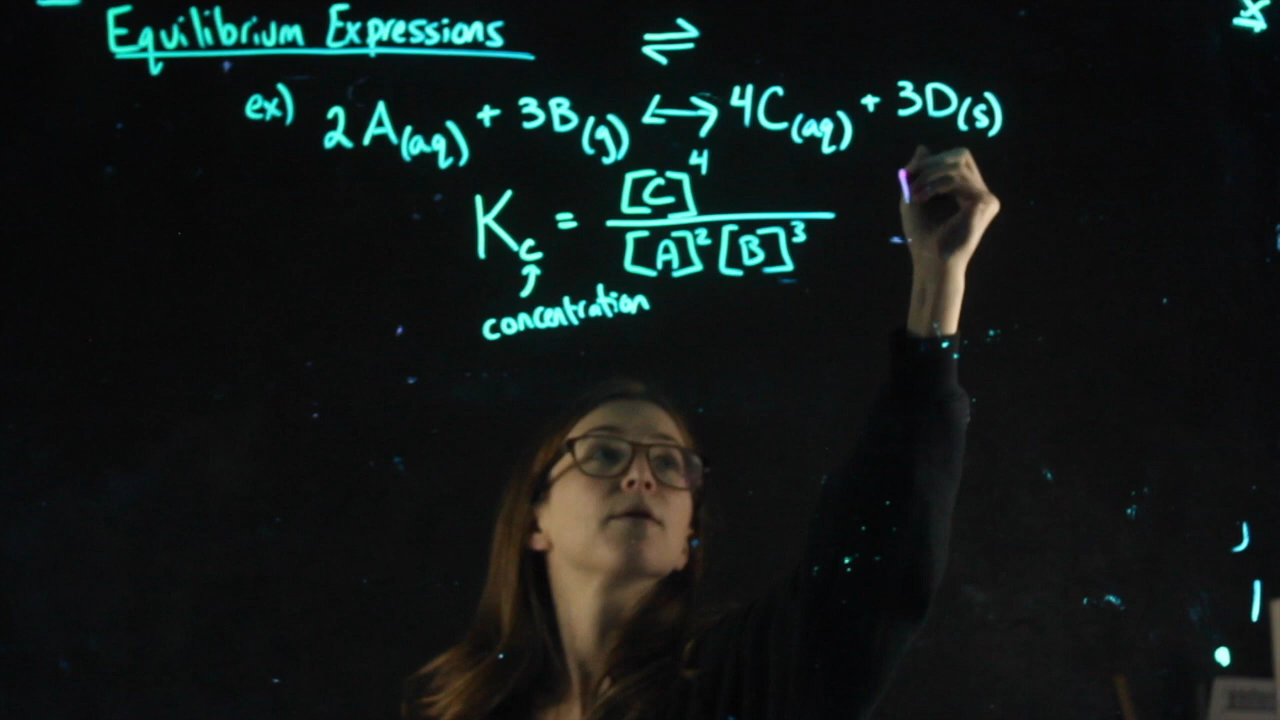 Equilibrium Expressions ⇌
ex) 2A(aq) + 3B(g) ⟷ 4C(aq) + 3D(s)
Kc = [C]⁴ / [A]²[B]³
concentration